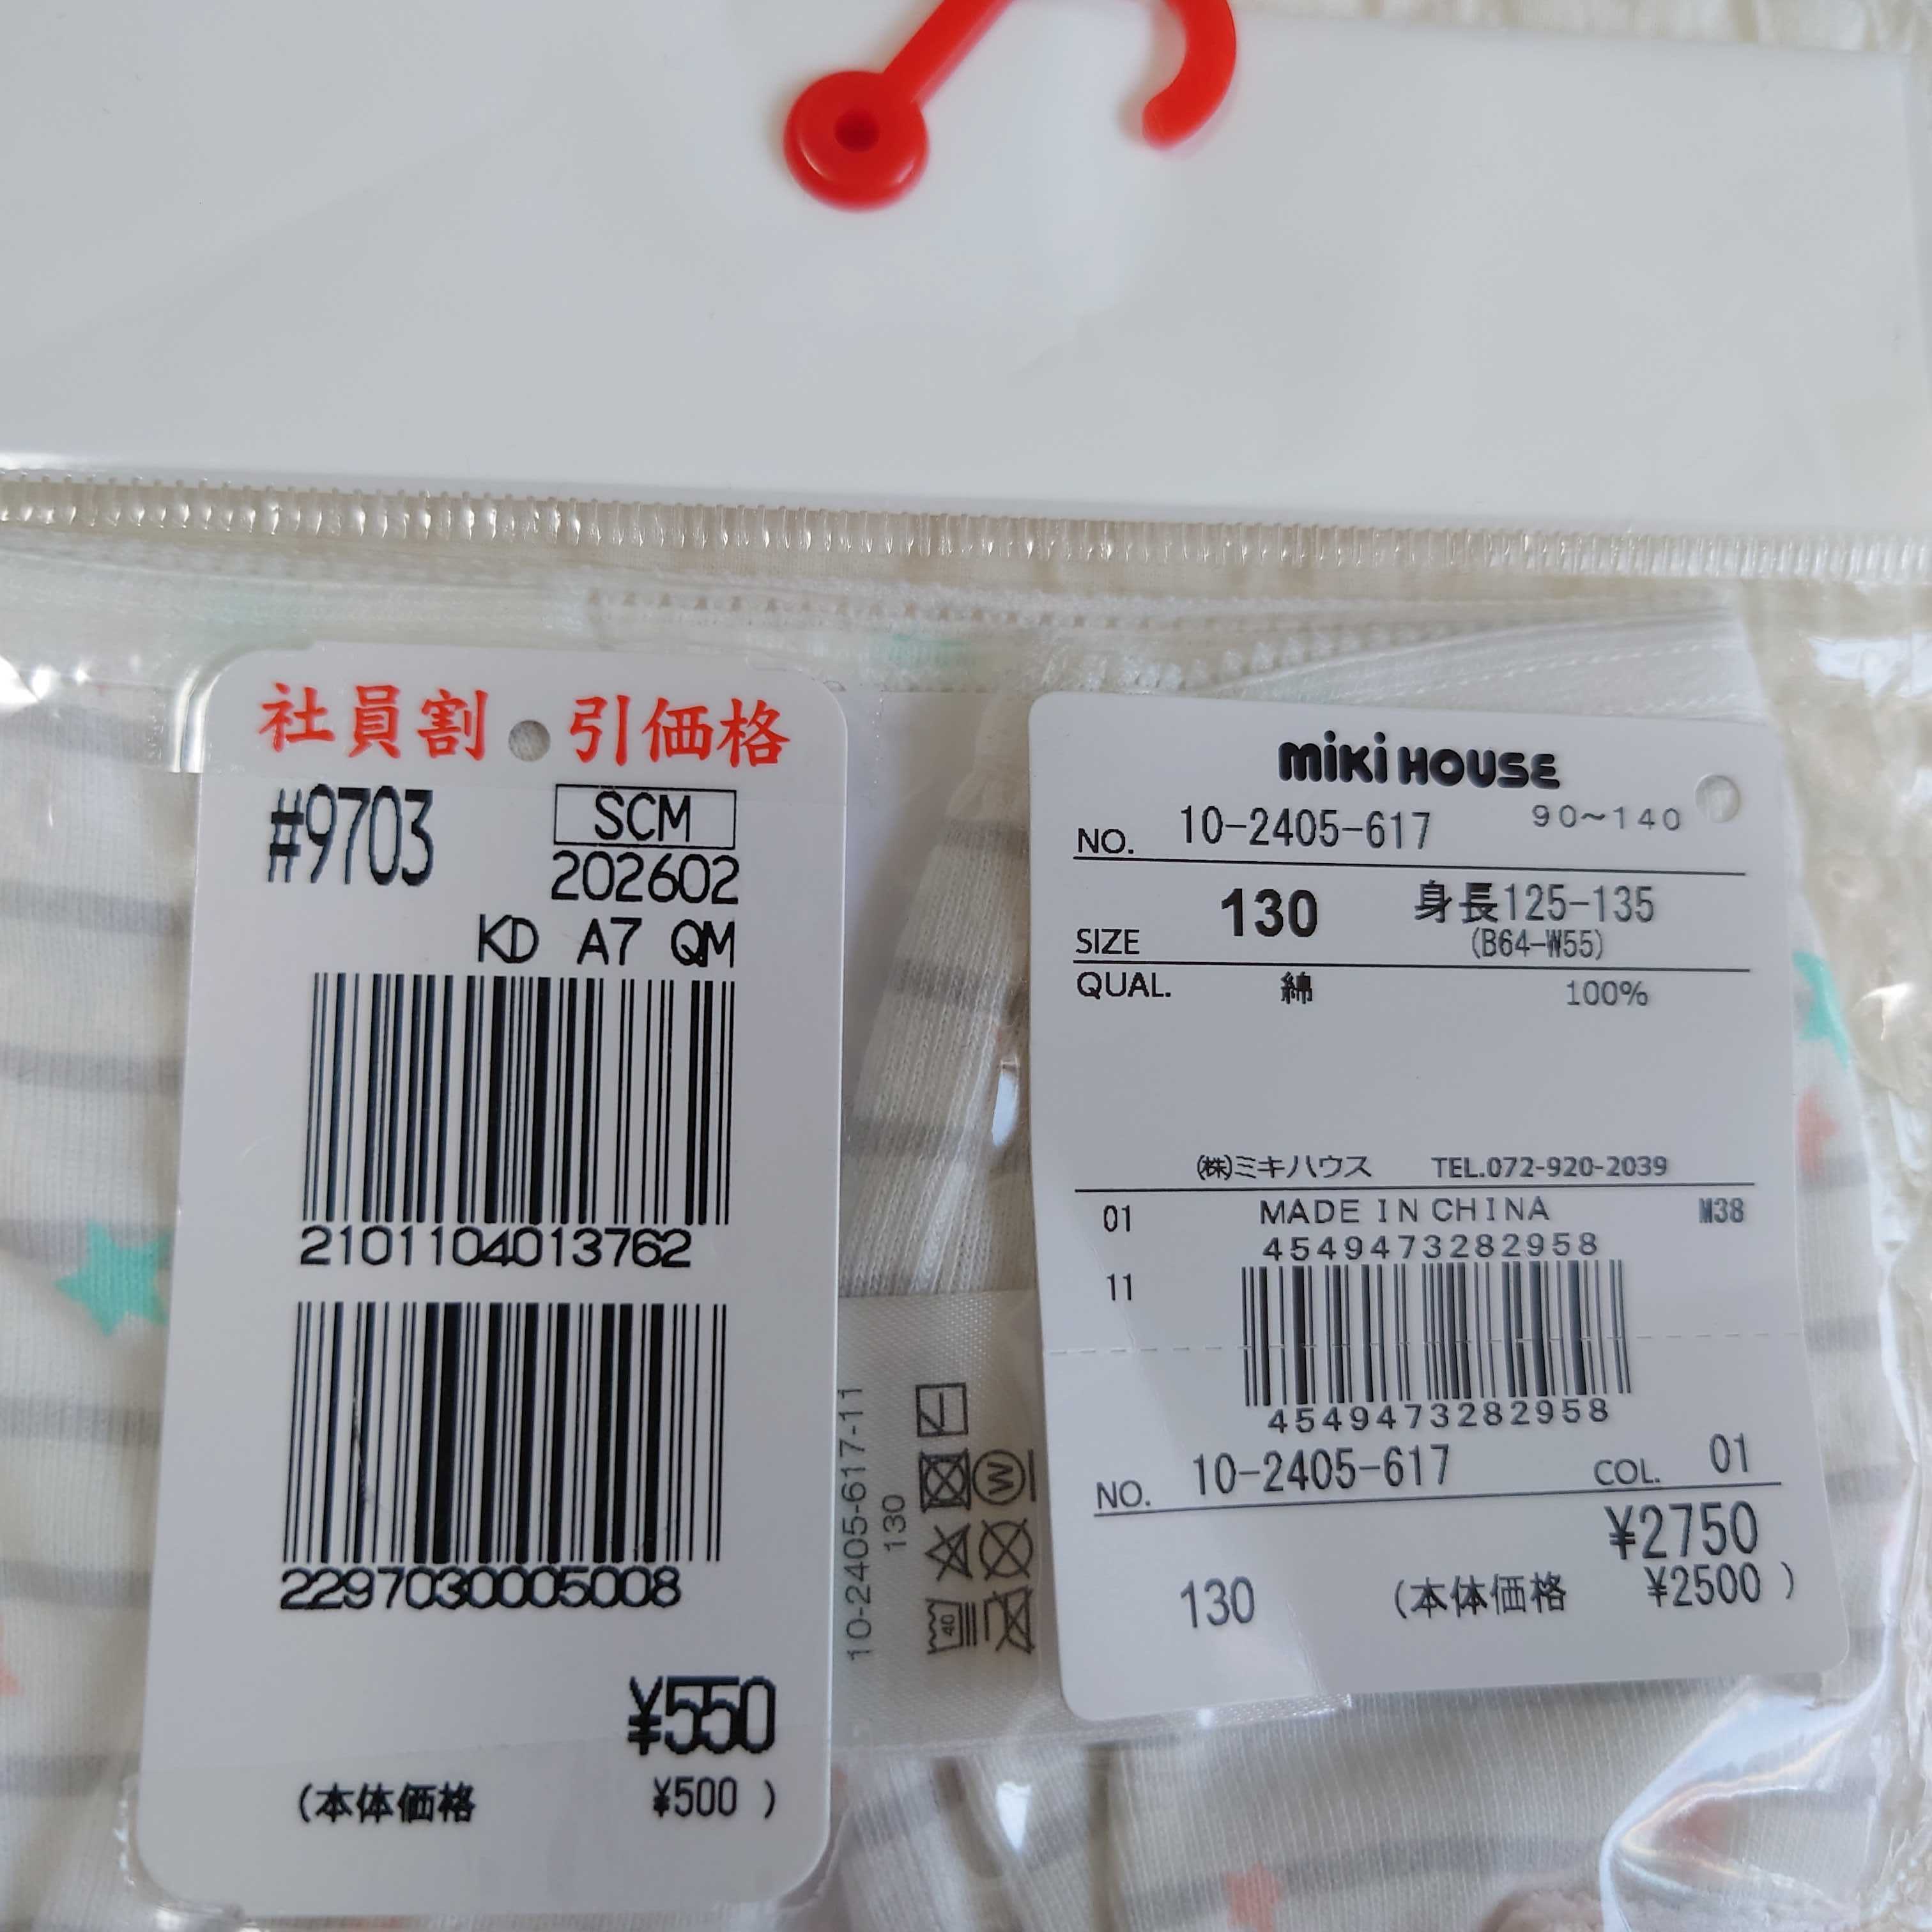 社員割引価格
#9703
SCM
202602
KD A7 QM
2101104013762
2297030005008
¥550
(本体価格 ¥500 )
10-2405-617-11
130
W
40
miki HOUSE
NO. 10-2405-617 90~140
SIZE 130 身長125-135
(B64-W55)
QUAL. 綿 100%
㈱ミキハウス TEL.072-920-2039
01 MADE IN CHINA M38
4549473282958
11
4549473282958
NO. 10-2405-617 COL. 01
¥2750
130 (本体価格 ¥2500 )